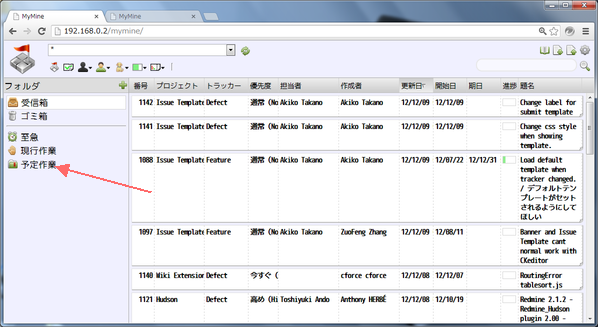 MyMine
MyMine
192.168.0.2/mymine/
*
フォルダ
受信箱
ゴミ箱
至急
現行作業
予定作業
番号 プロジェクト トラッカー 優先度 担当者 作成者 更新日 開始日 期日 進捗 題名
1142 Issue Template Defect 通常 (No Akiko Takano Akiko Takano 12/12/09 12/12/09 Change label for
submit template
1141 Issue Template Defect 通常 (No Akiko Takano Akiko Takano 12/12/09 12/12/09 Change css style
when showing
template.
1088 Issue Template Feature 通常 (No Akiko Takano Akiko Takano 12/12/09 12/07/22 12/12/31 Load default
template when
tracker changed.
/ デフォルトテン
プレートがセット
されるようにして
ほしい
1097 Issue Template Feature 通常 (No Akiko Takano ZuoFeng Zhang 12/12/09 12/08/11 Banner and Issue
Template cant
normal work with
CKeditor
1140 Wiki Extension Defect 今すぐ ( cforce cforce 12/12/08 12/12/07 RoutingError
tablesort.js
1121 Hudson Defect 高め (Hi Toshiyuki Ando Anthony HERBÉ 12/12/08 12/10/19 Redmine 2.1.2 -
Redmine_Hudson
plugin 2.00 -